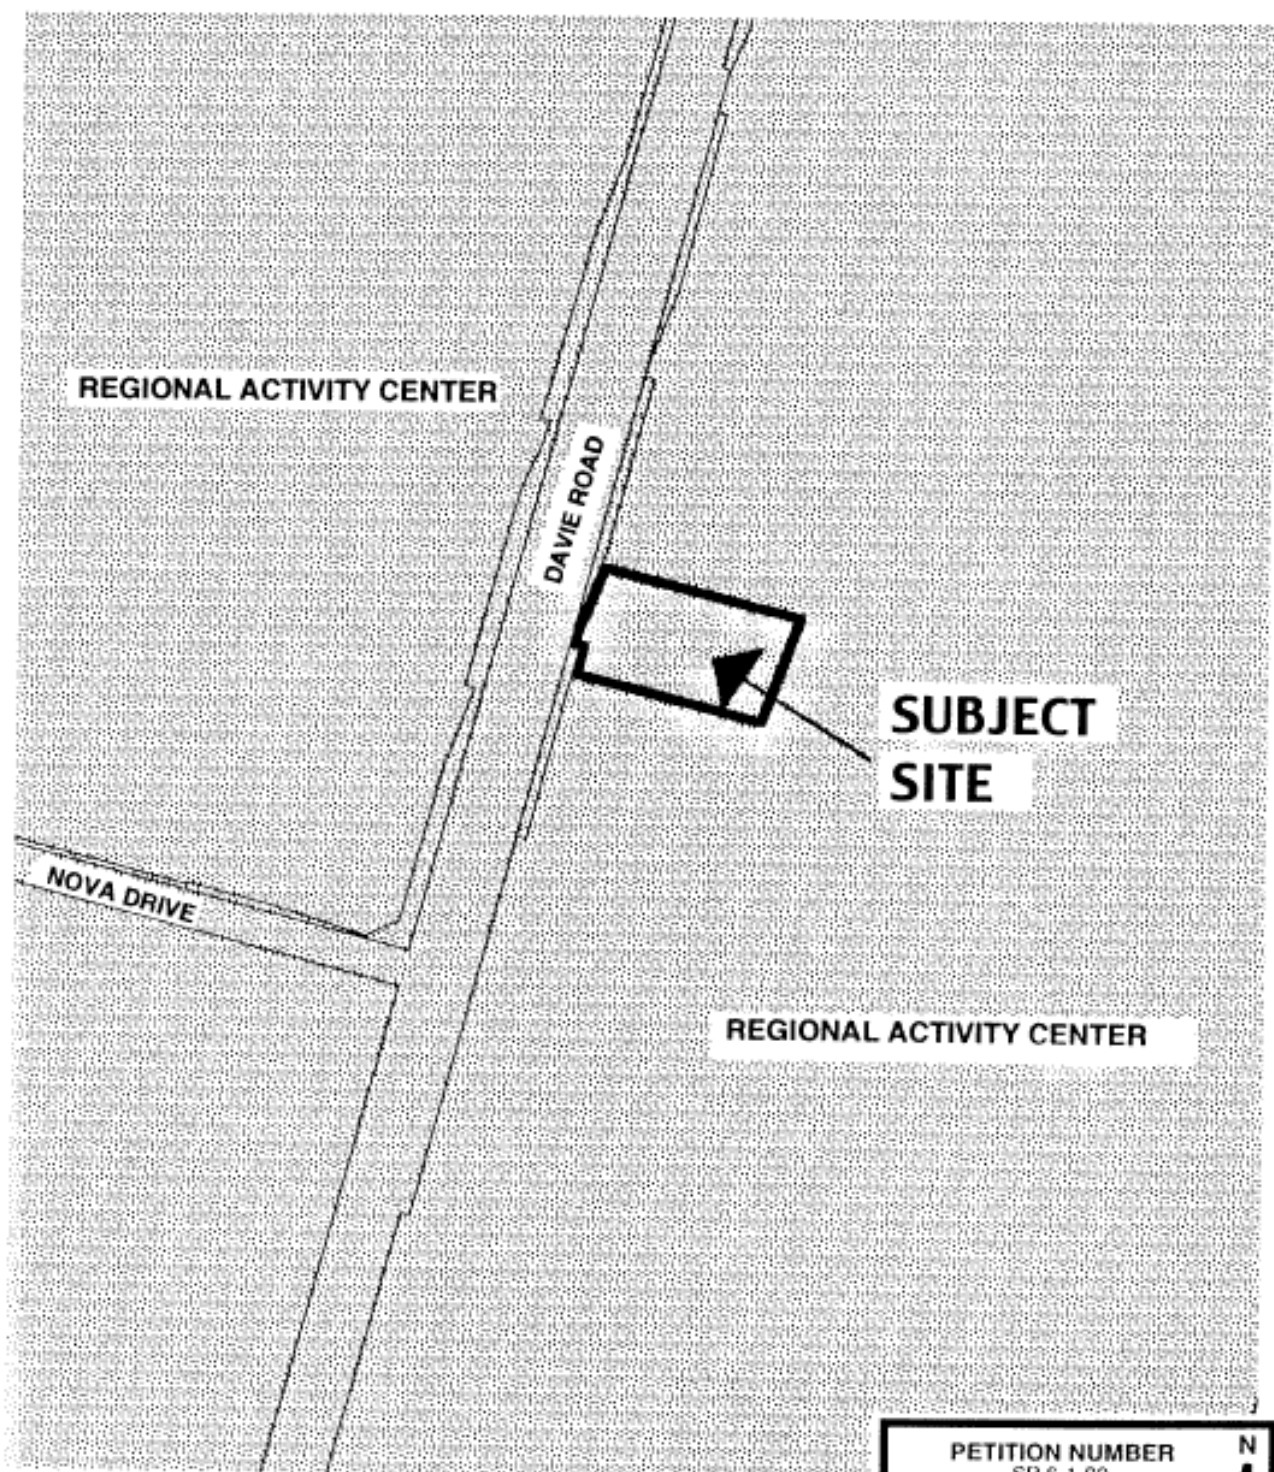 REGIONAL ACTIVITY CENTER
DAVIE ROAD
SUBJECT
SITE
NOVA DRIVE
REGIONAL ACTIVITY CENTER
PETITION NUMBER
N